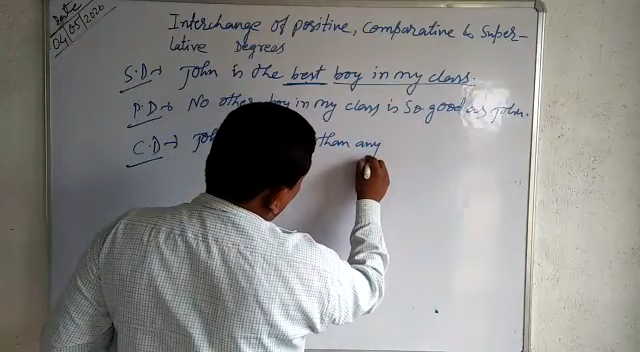 Date
04/05/2020
Interchange of positive, Comparative & Super-
lative Degrees
S.D→ John is the best boy in my class.
P.D→ No other boy in my class is so good as John.
C.D→ than any